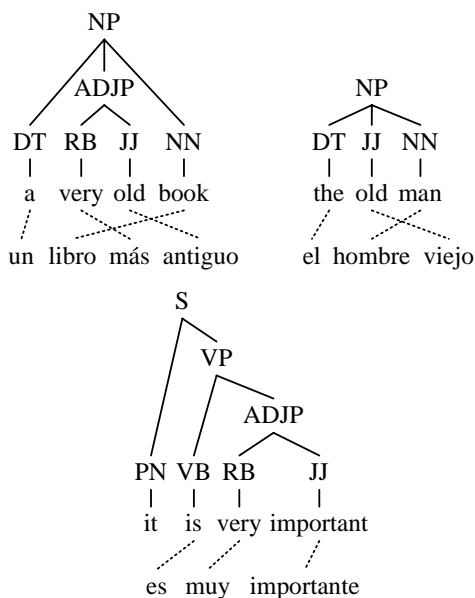 NP
ADJP
DT RB JJ NN
a very old book
un libro más antiguo
NP
DT JJ NN
the old man
el hombre viejo
S
VP
ADJP
PN VB RB JJ
it is very important
es muy importante